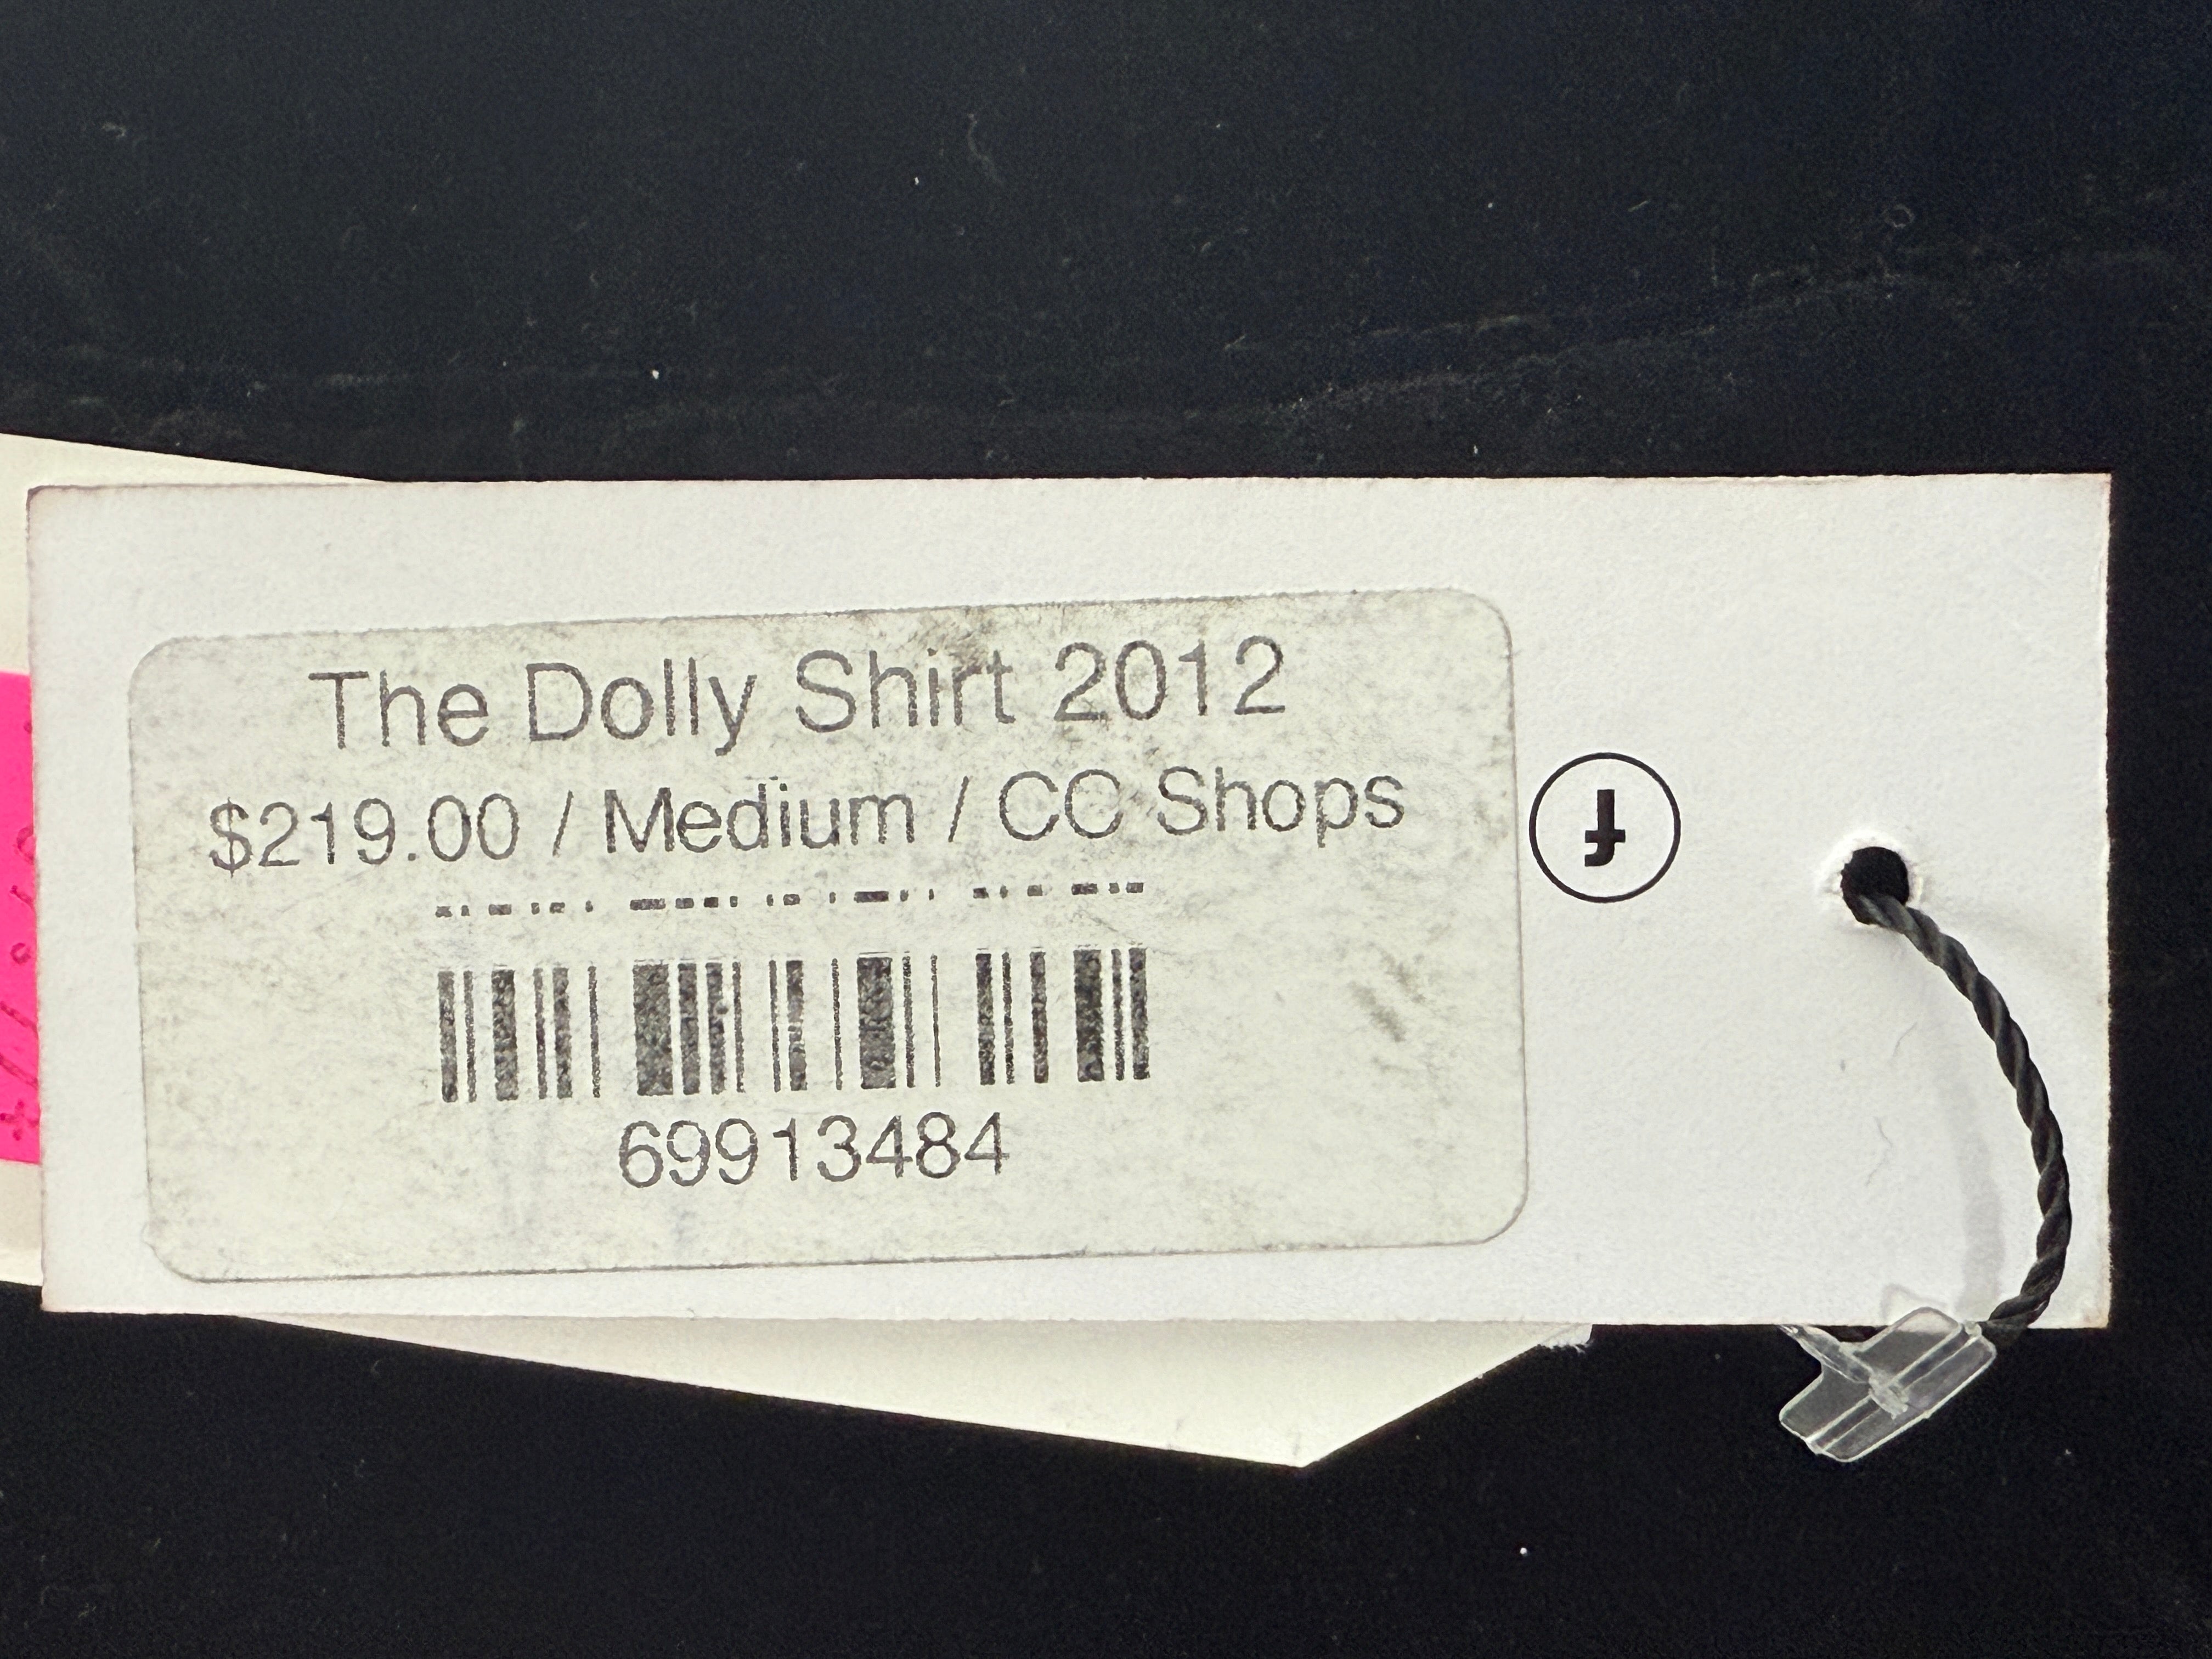 The Dolly Shirt 2012
$219.00 / Medium / CC Shops
69913484